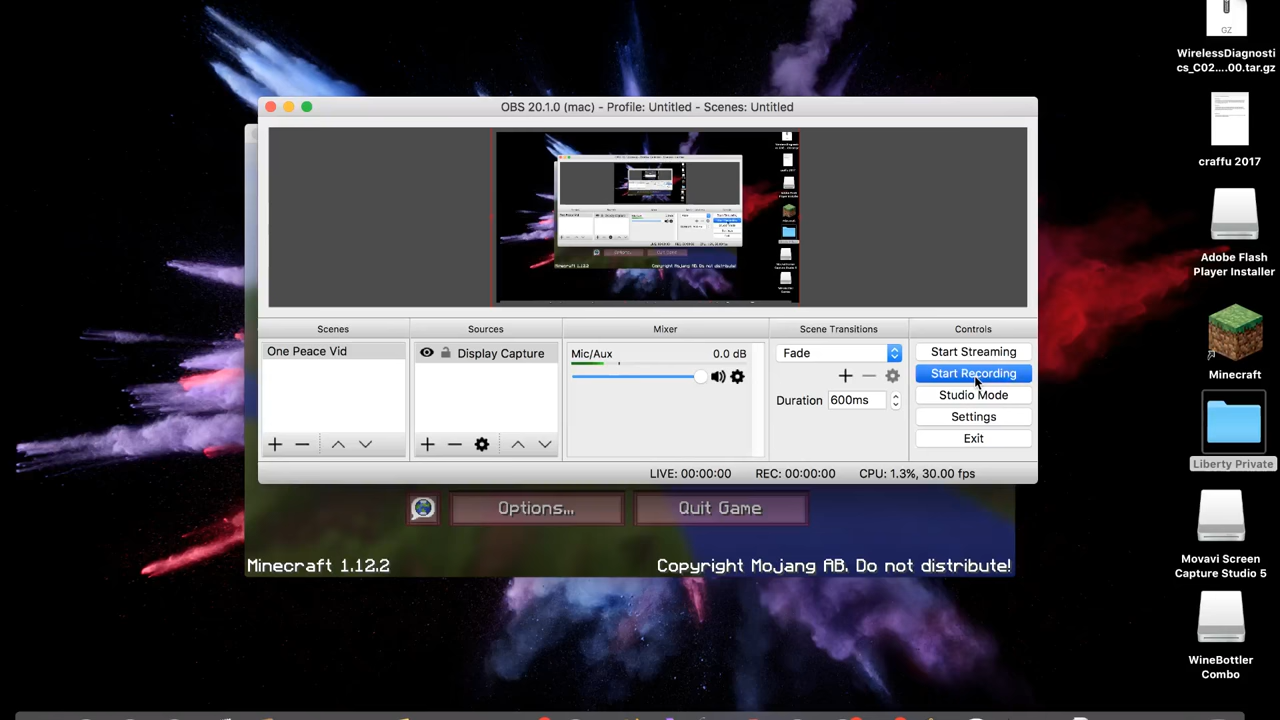 GZ
WirelessDiagnosti
cs_C02....00.tar.gz
craffu 2017
Adobe Flash
Player Installer
Minecraft
Liberty Private
Movavi Screen
Capture Studio 5
WineBottler
Combo
OBS 20.1.0 (mac) - Profile: Untitled - Scenes: Untitled
Scenes
Sources
Mixer
Scene Transitions
Controls
One Peace Vid
Display Capture
Mic/Aux 0.0 dB
Fade
Duration 600ms
Start Streaming
Start Recording
Studio Mode
Settings
Exit
LIVE: 00:00:00 REC: 00:00:00 CPU: 1.3%, 30.00 fps
Options...
Quit Game
Minecraft 1.12.2
Copyright Mojang AB. Do not distribute!